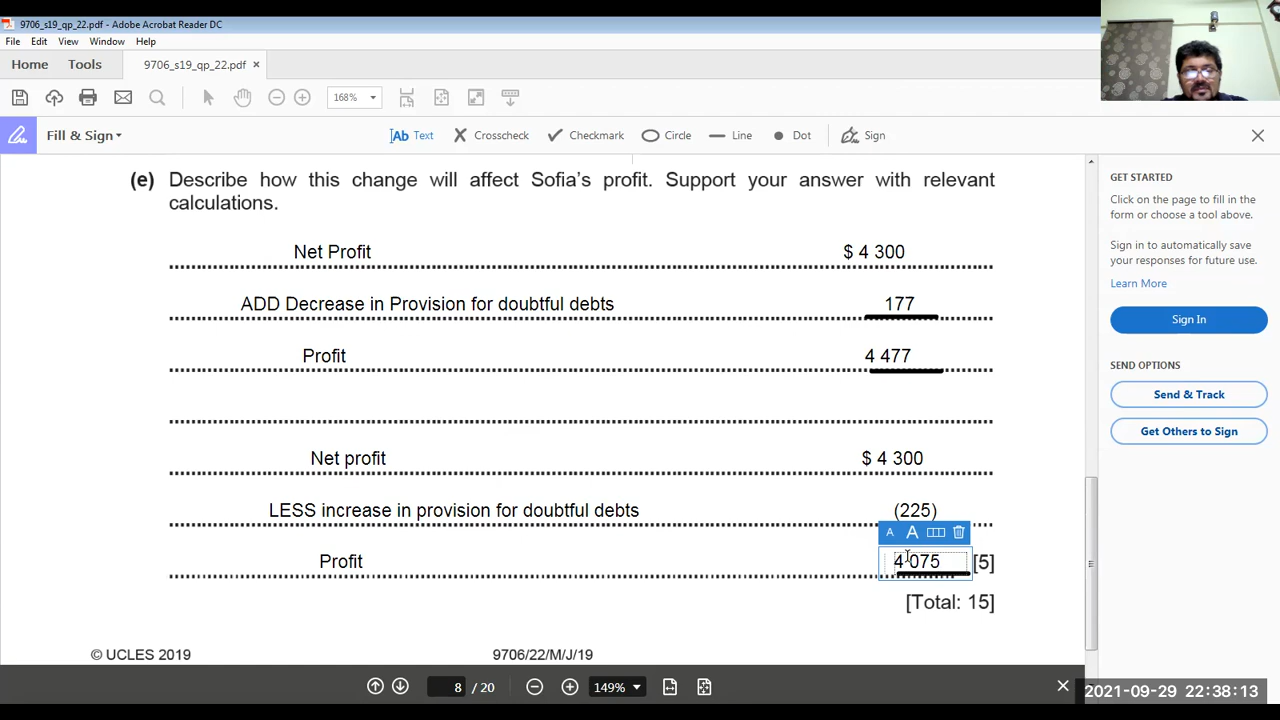 9706_s19_qp_22.pdf - Adobe Acrobat Reader DC
File Edit View Window Help
Home Tools 9706_s19_qp_22.pdf ×
168%
Fill & Sign
Ab Text Crosscheck Checkmark Circle Line Dot Sign
(e) Describe how this change will affect Sofia's profit. Support your answer with relevant
calculations.
Net Profit $ 4 300
ADD Decrease in Provision for doubtful debts 177
Profit 4 477
Net profit $ 4 300
LESS increase in provision for doubtful debts (225)
A A
Profit 4 075 [5]
[Total: 15]
© UCLES 2019 9706/22/M/J/19
8 / 20 149%
GET STARTED
Click on the page to fill in the
form or choose a tool above.
Sign in to automatically save
your responses for future use.
Learn More
Sign In
SEND OPTIONS
Send & Track
Get Others to Sign
2021-09-29 22:38:13